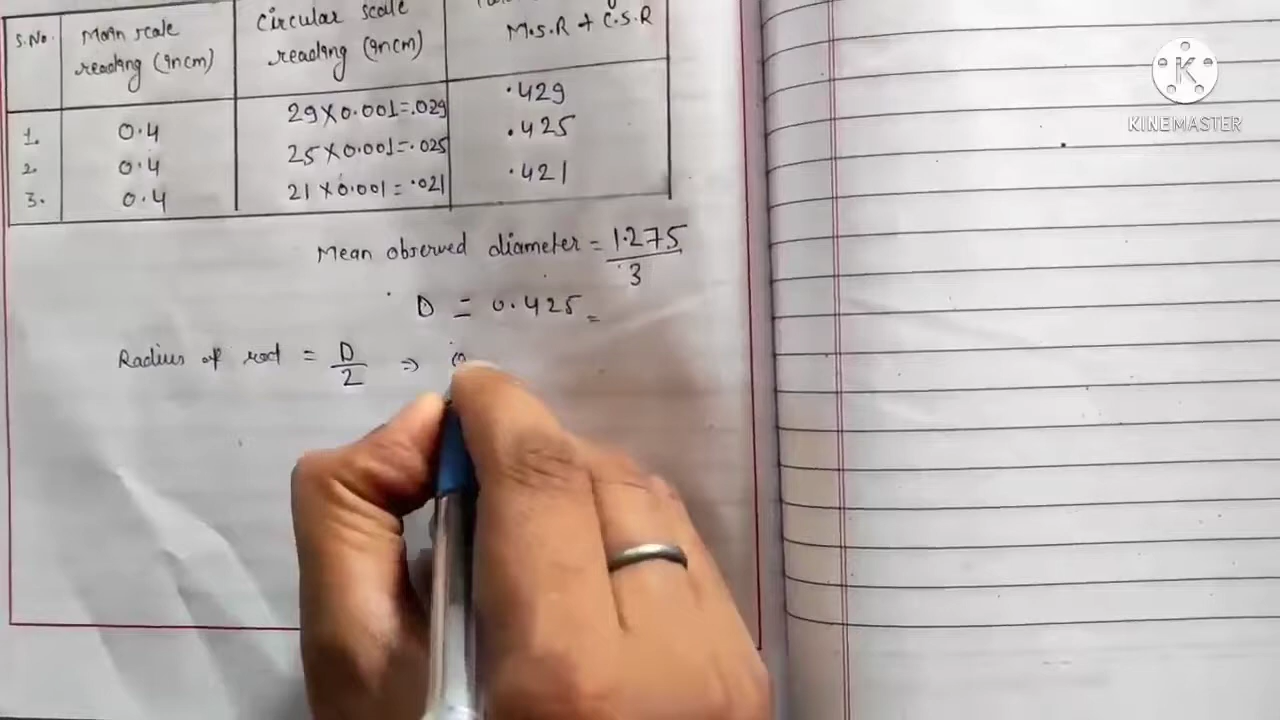 S.No. Main scale reading (In cm) Circular scale reading (In cm) M.S.R + C.S.R
1. 0.4 29 X 0.001 = .029 .429
2. 0.4 25 X 0.001 = .025 .425
3. 0.4 21 X 0.001 = .021 .421
Mean observed diameter = 1.275/3
D = 0.425
Radius of rod = D/2 ⇒
KINEMASTER